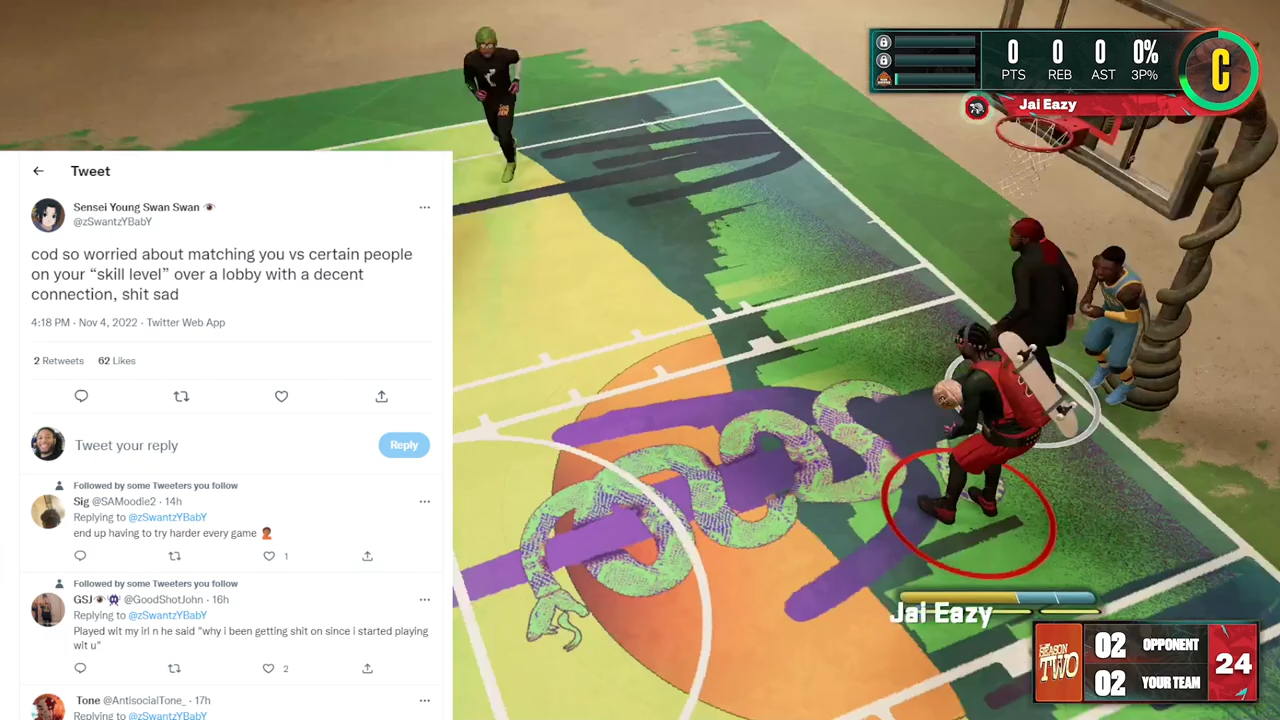 Tweet
Sensei Young Swan Swan 👁
@zSwantzYBabY
cod so worried about matching you vs certain people
on your “skill level” over a lobby with a decent
connection, shit sad
4:18 PM · Nov 4, 2022 · Twitter Web App
2 Retweets 62 Likes
Tweet your reply
Reply
Followed by some Tweeters you follow
Sig @SAMoodie2 · 14h
Replying to @zSwantzYBabY
end up having to try harder every game
1
Followed by some Tweeters you follow
GSJ @GoodShotJohn · 16h
Replying to @zSwantzYBabY
Played wit my irl n he said "why i been getting shit on since i started playing
wit u"
2
Tone @AntisocialTone_ · 17h
Replying to @zSwantzYBabY
0 0 0 0%
PTS REB AST 3P%
C
Jai Eazy
Jai Eazy
SEASON
TWO
02 OPPONENT
02 YOUR TEAM
24